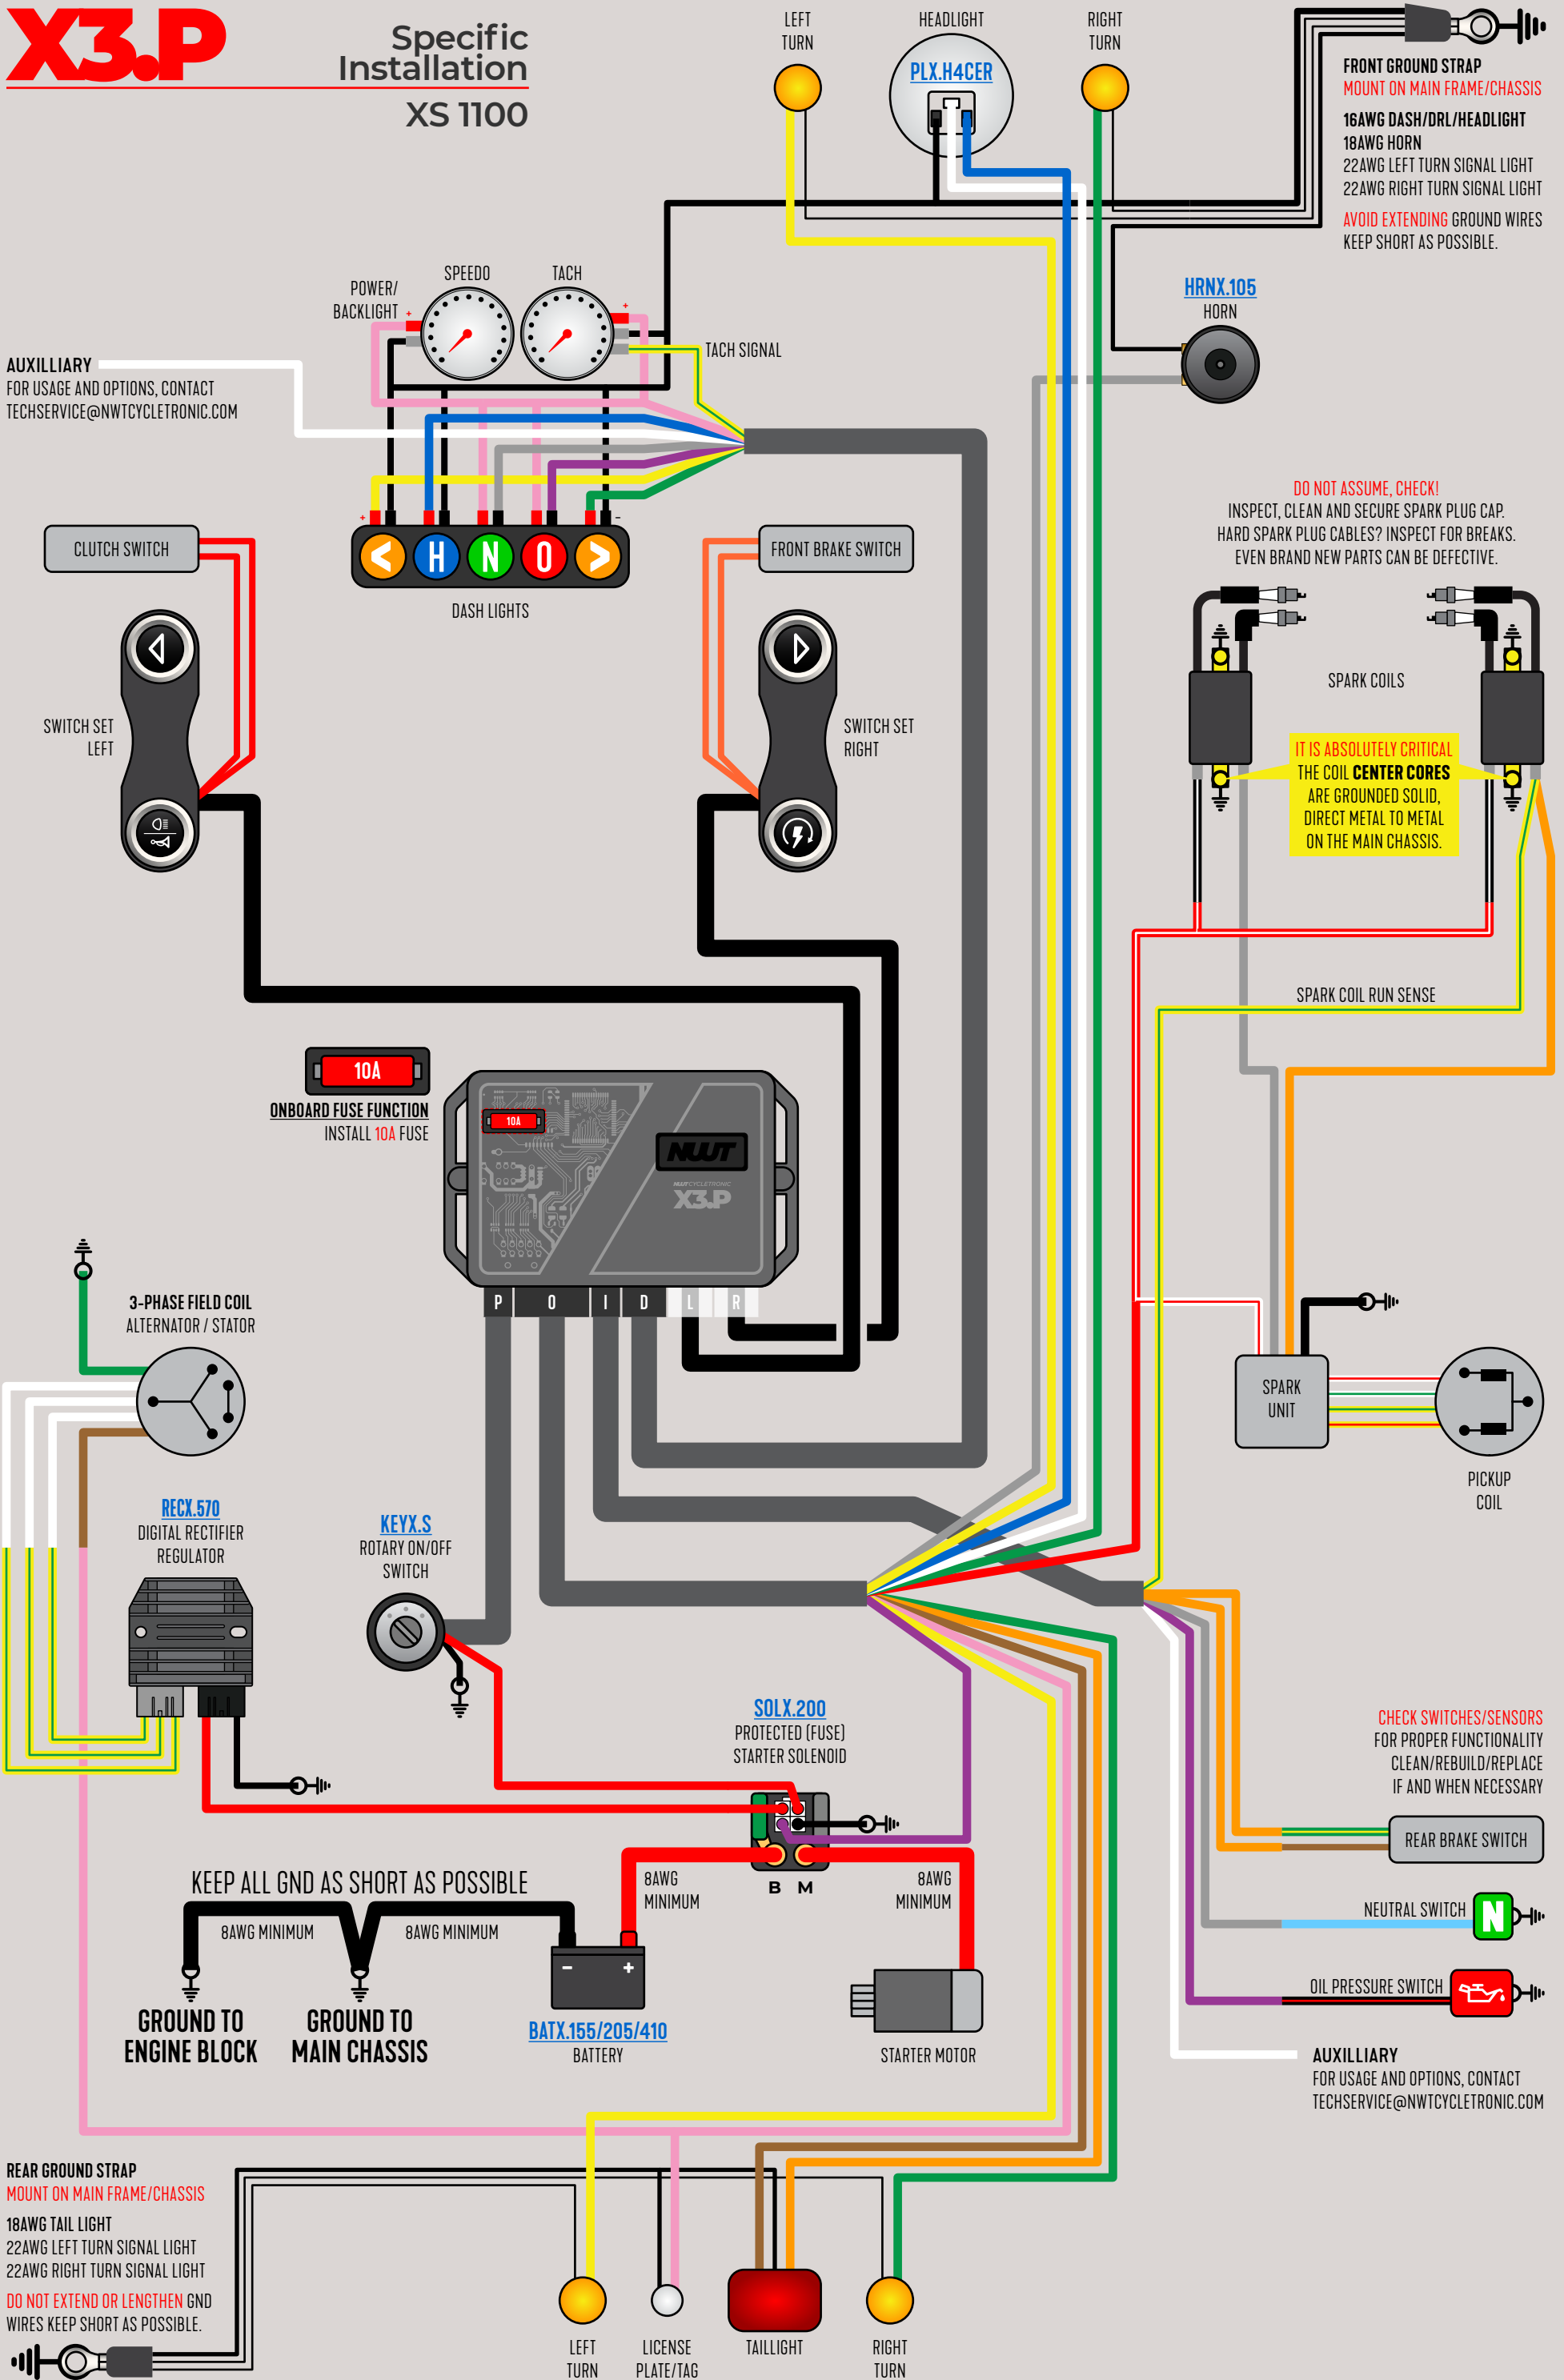 X3.P
Specific
Installation
XS 1100
LEFT
TURN
HEADLIGHT
PLX.H4CER
RIGHT
TURN
FRONT GROUND STRAP
MOUNT ON MAIN FRAME/CHASSIS
16AWG DASH/DRL/HEADLIGHT
18AWG HORN
22AWG LEFT TURN SIGNAL LIGHT
22AWG RIGHT TURN SIGNAL LIGHT
AVOID EXTENDING GROUND WIRES
KEEP SHORT AS POSSIBLE.
SPEEDO
TACH
POWER/
BACKLIGHT
+
+
TACH SIGNAL
HRNX.105
HORN
AUXILLIARY
FOR USAGE AND OPTIONS, CONTACT
TECHSERVICE@NWTCYCLETRONIC.COM
+
-
< H N O >
DASH LIGHTS
CLUTCH SWITCH
FRONT BRAKE SWITCH
DO NOT ASSUME, CHECK!
INSPECT, CLEAN AND SECURE SPARK PLUG CAP.
HARD SPARK PLUG CABLES? INSPECT FOR BREAKS.
EVEN BRAND NEW PARTS CAN BE DEFECTIVE.
SPARK COILS
SWITCH SET
LEFT
SWITCH SET
RIGHT
IT IS ABSOLUTELY CRITICAL
THE COIL CENTER CORES
ARE GROUNDED SOLID,
DIRECT METAL TO METAL
ON THE MAIN CHASSIS.
SPARK COIL RUN SENSE
10A
ONBOARD FUSE FUNCTION
INSTALL 10A FUSE
10A
NWT
NWT CYCLETRONIC
X3.P
P O I D L R
3-PHASE FIELD COIL
ALTERNATOR / STATOR
SPARK
UNIT
PICKUP
COIL
RECX.570
DIGITAL RECTIFIER
REGULATOR
KEYX.S
ROTARY ON/OFF
SWITCH
SOLX.200
PROTECTED (FUSE)
STARTER SOLENOID
B M
CHECK SWITCHES/SENSORS
FOR PROPER FUNCTIONALITY
CLEAN/REBUILD/REPLACE
IF AND WHEN NECESSARY
REAR BRAKE SWITCH
NEUTRAL SWITCH
N
OIL PRESSURE SWITCH
AUXILLIARY
FOR USAGE AND OPTIONS, CONTACT
TECHSERVICE@NWTCYCLETRONIC.COM
KEEP ALL GND AS SHORT AS POSSIBLE
8AWG MINIMUM
8AWG MINIMUM
8AWG
MINIMUM
8AWG
MINIMUM
- +
GROUND TO
ENGINE BLOCK
GROUND TO
MAIN CHASSIS
BATX.155/205/410
BATTERY
STARTER MOTOR
REAR GROUND STRAP
MOUNT ON MAIN FRAME/CHASSIS
18AWG TAIL LIGHT
22AWG LEFT TURN SIGNAL LIGHT
22AWG RIGHT TURN SIGNAL LIGHT
DO NOT EXTEND OR LENGTHEN GND
WIRES KEEP SHORT AS POSSIBLE.
LEFT
TURN
LICENSE
PLATE/TAG
TAILLIGHT
RIGHT
TURN